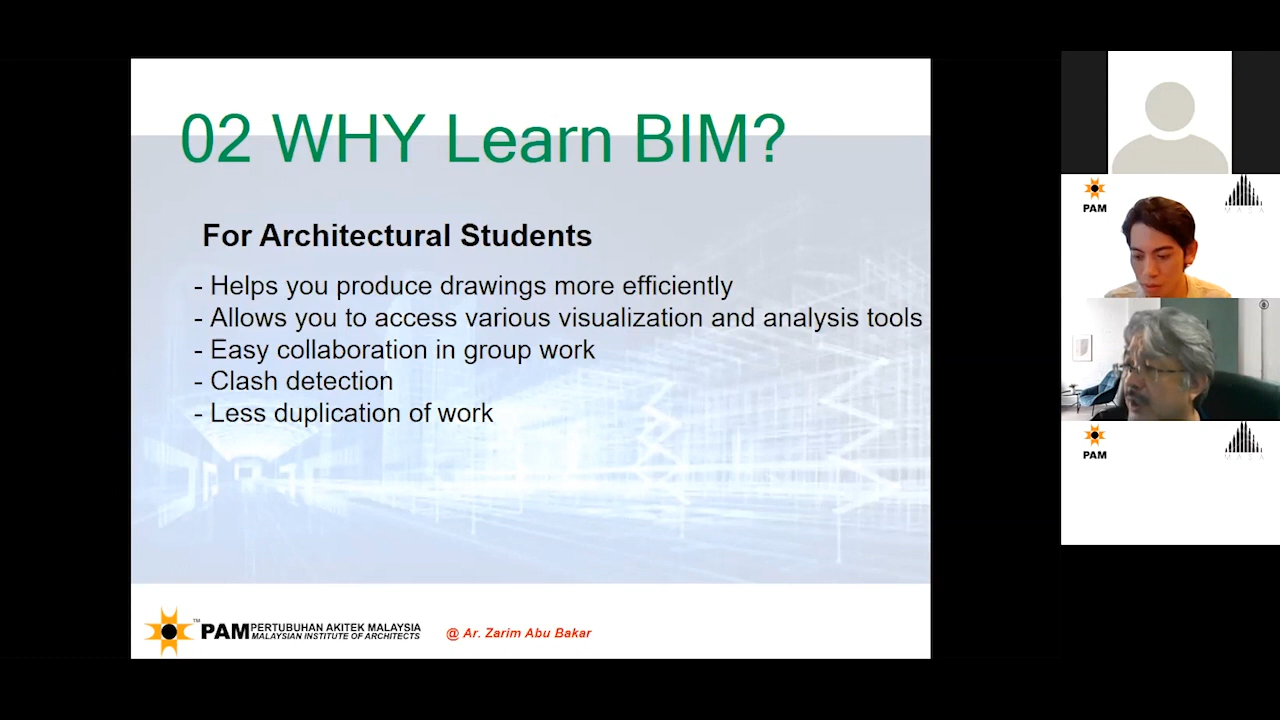 02 WHY Learn BIM?
For Architectural Students
- Helps you produce drawings more efficiently
- Allows you to access various visualization and analysis tools
- Easy collaboration in group work
- Clash detection
- Less duplication of work
PAM PERTUBUHAN AKITEK MALAYSIA
MALAYSIAN INSTITUTE OF ARCHITECTS
TM
@ Ar. Zarim Abu Bakar
PAM
PAM